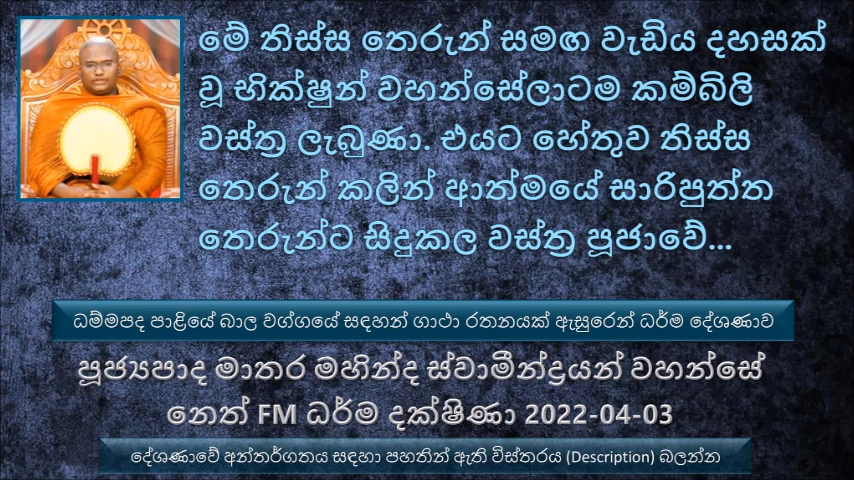 මේ තිස්ස තෙරුන් සමඟ වැඩිය දහසක්
වූ භික්ෂුන් වහන්සේලාටම කම්බිලි
වස්ත්‍ර ලැබුණා. එයට හේතුව තිස්ස
තෙරුන් කලින් ආත්මයේ සාරිපුත්ත
තෙරුන්ට සිදුකල වස්ත්‍ර පූජාවේ...
ධම්මපද පාළියේ බාල වග්ගයේ සඳහන් ගාථා රතනයක් ඇසුරෙන් ධර්ම දේශණාව
පූජ්‍යපාද මාතර මහින්ද ස්වාමීන්ද්‍රයන් වහන්සේ
නෙත් FM ධර්ම දක්ෂිණා 2022-04-03
දේශණාවේ අන්තර්ගතය සඳහා පහතින් ඇති විස්තරය (Description) බලන්න